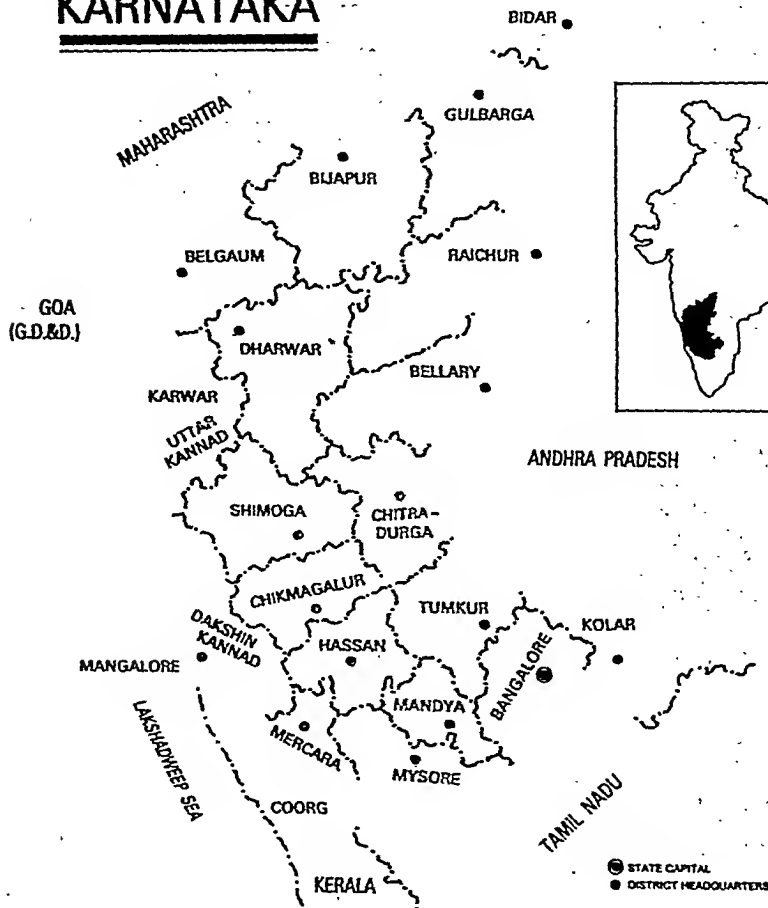 KARNATAKA
BIDAR
GULBARGA
MAHARASHTRA
BIJAPUR
BELGAUM
RAICHUR
GOA
(G.D.&D.)
DHARWAR
BELLARY
KARWAR
UTTAR
KANNAD
ANDHRA PRADESH
SHIMOGA
CHITRA-
DURGA
CHIKMAGALUR
TUMKUR
KOLAR
DAKSHIN
KANNAD
HASSAN
BANGALORE
MANGALORE
MANDYA
MERCARA
MYSORE
LAKSHADWEEP SEA
COORG
TAMIL NADU
KERALA
STATE CAPITAL
DISTRICT HEADQUARTERS